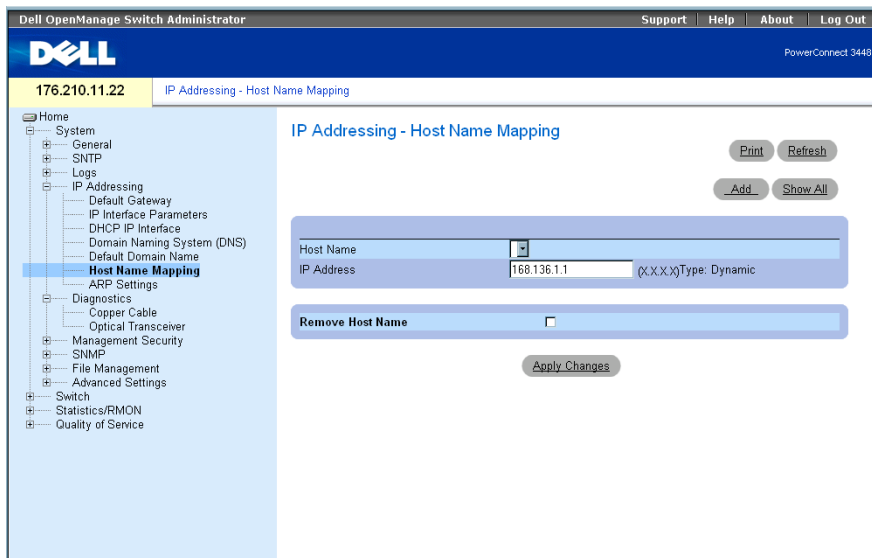 Dell OpenManage Switch Administrator Support Help About Log Out
DELL
PowerConnect 3448
176.210.11.22 IP Addressing - Host Name Mapping
Home
System
General
SNTP
Logs
IP Addressing
Default Gateway
IP Interface Parameters
DHCP IP Interface
Domain Naming System (DNS)
Default Domain Name
Host Name Mapping
ARP Settings
Diagnostics
Copper Cable
Optical Transceiver
Management Security
SNMP
File Management
Advanced Settings
Switch
Statistics/RMON
Quality of Service
IP Addressing - Host Name Mapping
Print Refresh
Add Show All
Host Name
IP Address 168.136.1.1 (X.X.X.X)Type: Dynamic
Remove Host Name
Apply Changes